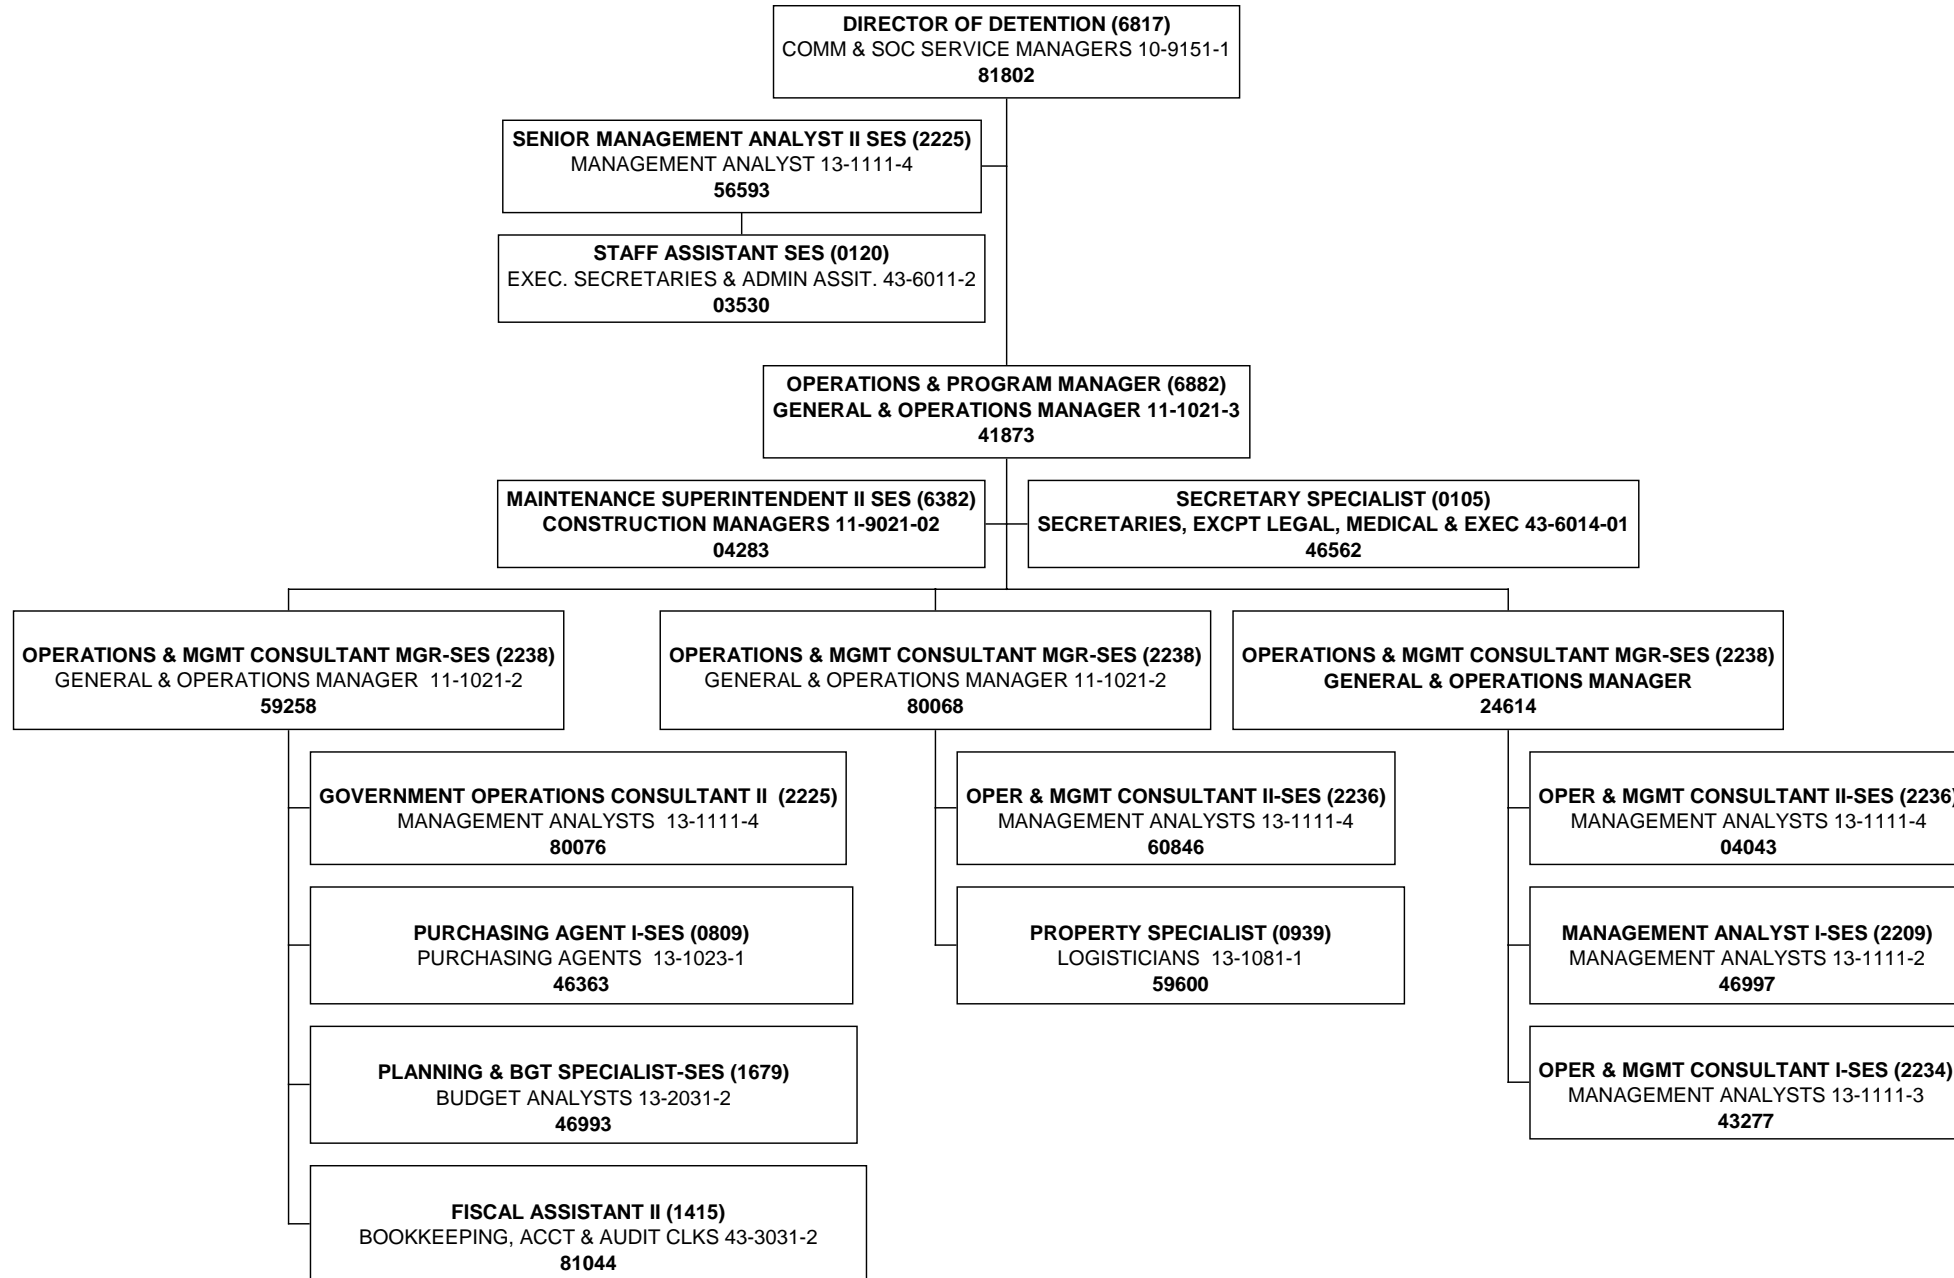 DIRECTOR OF DETENTION (6817)
COMM & SOC SERVICE MANAGERS 10-9151-1
81802
SENIOR MANAGEMENT ANALYST II SES (2225)
MANAGEMENT ANALYST 13-1111-4
56593
STAFF ASSISTANT SES (0120)
EXEC. SECRETARIES & ADMIN ASSIT. 43-6011-2
03530
OPERATIONS & PROGRAM MANAGER (6882)
GENERAL & OPERATIONS MANAGER 11-1021-3
41873
MAINTENANCE SUPERINTENDENT II SES (6382)
CONSTRUCTION MANAGERS 11-9021-02
04283
SECRETARY SPECIALIST (0105)
SECRETARIES, EXCPT LEGAL, MEDICAL & EXEC 43-6014-01
46562
OPERATIONS & MGMT CONSULTANT MGR-SES (2238)
GENERAL & OPERATIONS MANAGER 11-1021-2
59258
OPERATIONS & MGMT CONSULTANT MGR-SES (2238)
GENERAL & OPERATIONS MANAGER 11-1021-2
80068
OPERATIONS & MGMT CONSULTANT MGR-SES (2238)
GENERAL & OPERATIONS MANAGER
24614
GOVERNMENT OPERATIONS CONSULTANT II (2225)
MANAGEMENT ANALYSTS 13-1111-4
80076
PURCHASING AGENT I-SES (0809)
PURCHASING AGENTS 13-1023-1
46363
PLANNING & BGT SPECIALIST-SES (1679)
BUDGET ANALYSTS 13-2031-2
46993
FISCAL ASSISTANT II (1415)
BOOKKEEPING, ACCT & AUDIT CLKS 43-3031-2
81044
OPER & MGMT CONSULTANT II-SES (2236)
MANAGEMENT ANALYSTS 13-1111-4
60846
PROPERTY SPECIALIST (0939)
LOGISTICIANS 13-1081-1
59600
OPER & MGMT CONSULTANT II-SES (2236)
MANAGEMENT ANALYSTS 13-1111-4
04043
MANAGEMENT ANALYST I-SES (2209)
MANAGEMENT ANALYSTS 13-1111-2
46997
OPER & MGMT CONSULTANT I-SES (2234)
MANAGEMENT ANALYSTS 13-1111-3
43277